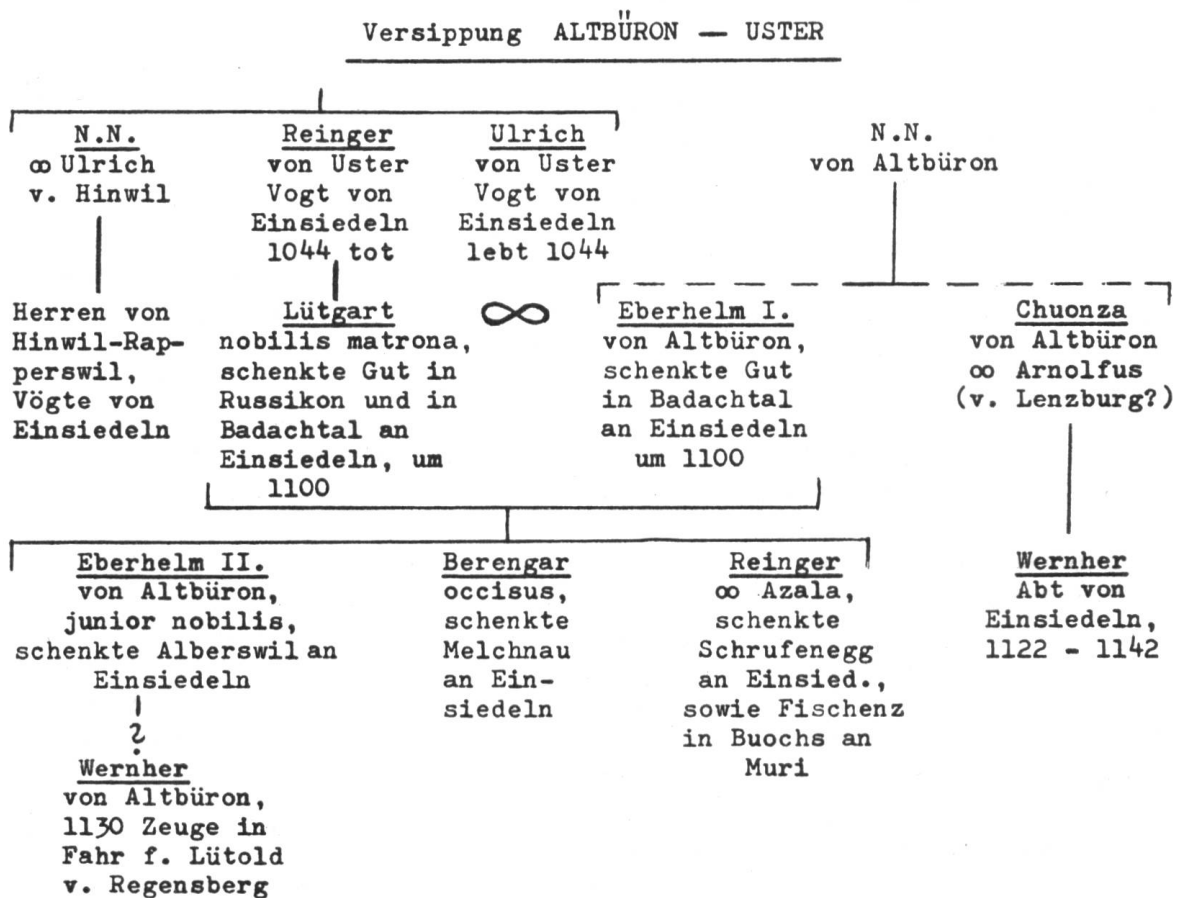 Versippung ALTBÜRON — USTER
N.N.
∞ Ulrich
v. Hinwil
Reinger
von Uster
Vogt von
Einsiedeln
1044 tot
Ulrich
von Uster
Vogt von
Einsiedeln
lebt 1044
N.N.
von Altbüron
Herren von
Hinwil-Rap-
perswil,
Vögte von
Einsiedeln
Lütgart
nobilis matrona,
schenkte Gut in
Russikon und in
Badachtal an
Einsiedeln, um
1100
∞
Eberhelm I.
von Altbüron,
schenkte Gut
in Badachtal
an Einsiedeln
um 1100
Chuonza
von Altbüron
∞ Arnolfus
(v. Lenzburg?)
Eberhelm II.
von Altbüron,
junior nobilis,
schenkte Alberswil an
Einsiedeln
Berengar
occisus,
schenkte
Melchnau
an Ein-
siedeln
Reinger
∞ Azala,
schenkte
Schrufenegg
an Einsied.,
sowie Fischenz
in Buochs an
Muri
Wernher
Abt von
Einsiedeln,
1122 - 1142
?
Wernher
von Altbüron,
1130 Zeuge in
Fahr f. Lütold
v. Regensberg